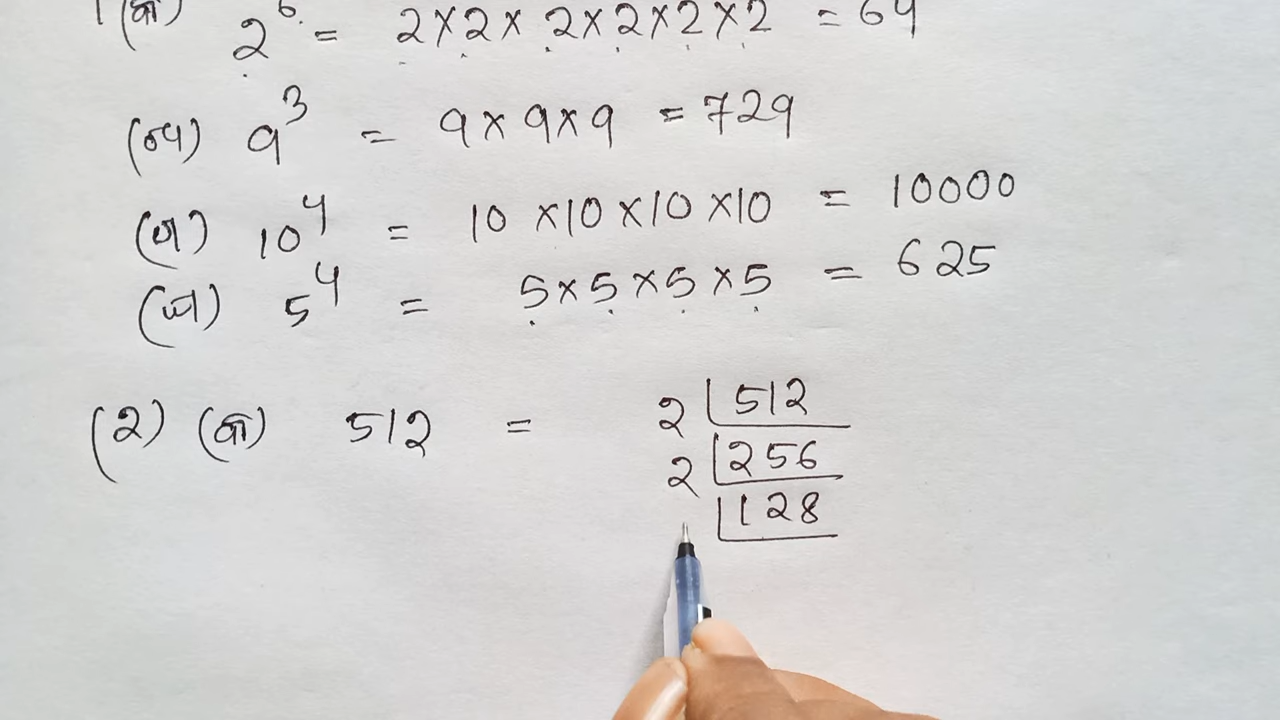 1 (क) 2⁶ = 2×2×2×2×2×2 = 64
(ख) 9³ = 9×9×9 = 729
(ग) 10⁴ = 10×10×10×10 = 10000
(घ) 5⁴ = 5×5×5×5 = 625
(2) (क) 512 =
2 512
2 256
128